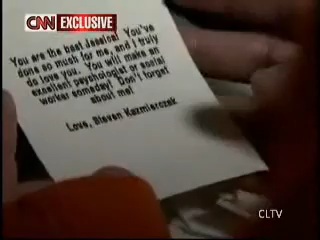 CNN EXCLUSIVE
You are the best Jessica! You've
done so much for me, and I truly
do love you. You will make an
excellent psychologist or social
worker someday! Don't forget
about me!
Love, Steven Kazmierczak
CLTV